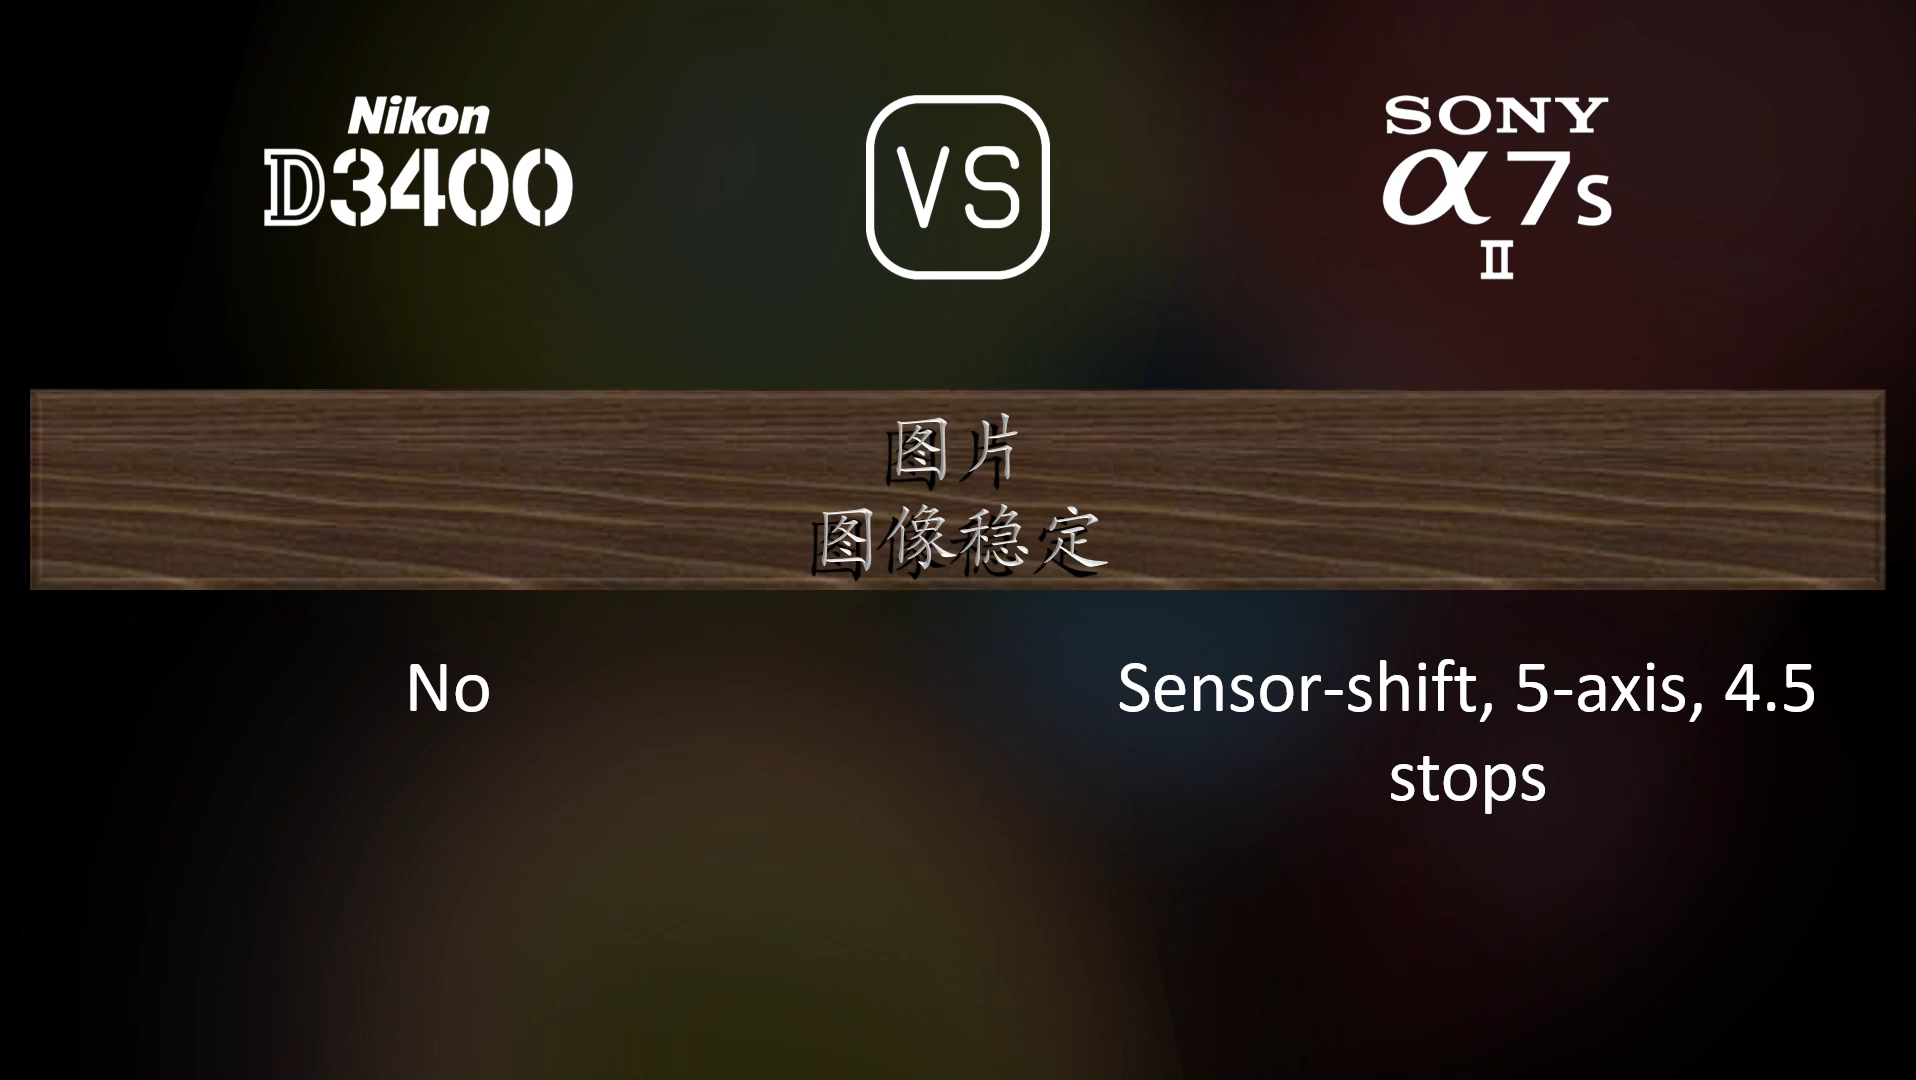 Nikon
D3400
VS
SONY
α7s
II
图片
图像稳定
No
Sensor-shift, 5-axis, 4.5
stops